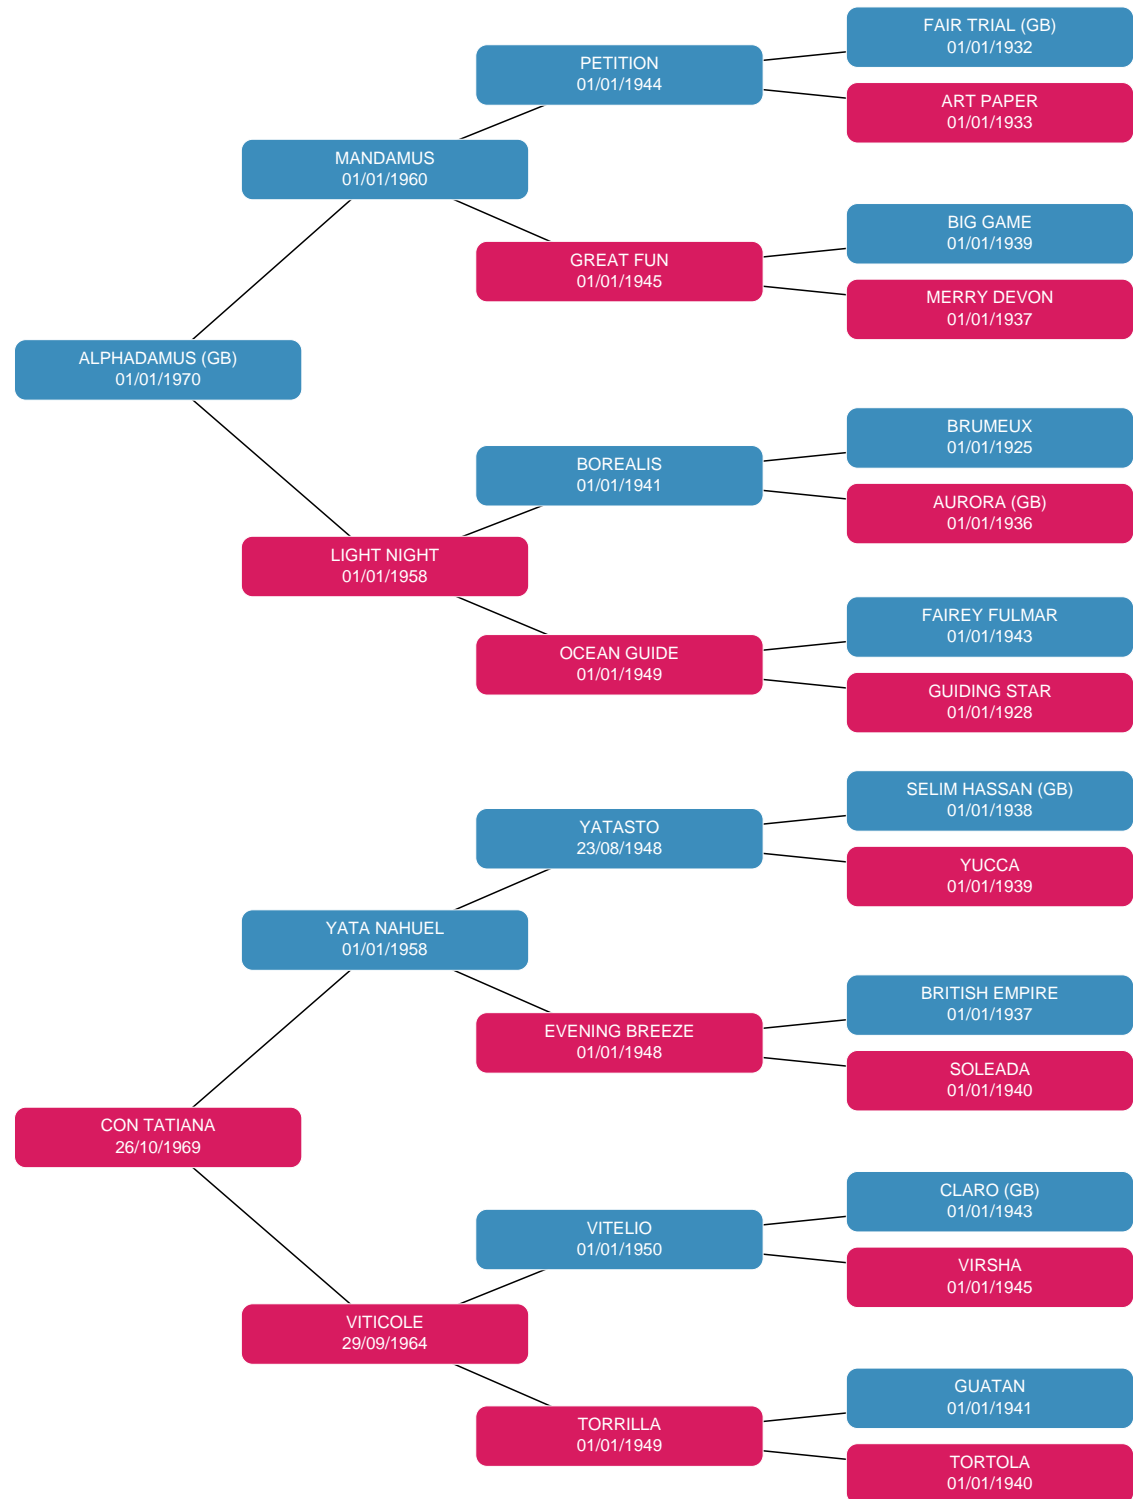 FAIR TRIAL (GB)
01/01/1932
PETITION
01/01/1944
ART PAPER
01/01/1933
MANDAMUS
01/01/1960
BIG GAME
01/01/1939
GREAT FUN
01/01/1945
MERRY DEVON
01/01/1937
ALPHADAMUS (GB)
01/01/1970
BRUMEUX
01/01/1925
BOREALIS
01/01/1941
AURORA (GB)
01/01/1936
LIGHT NIGHT
01/01/1958
FAIREY FULMAR
01/01/1943
OCEAN GUIDE
01/01/1949
GUIDING STAR
01/01/1928
SELIM HASSAN (GB)
01/01/1938
YATASTO
23/08/1948
YUCCA
01/01/1939
YATA NAHUEL
01/01/1958
BRITISH EMPIRE
01/01/1937
EVENING BREEZE
01/01/1948
SOLEADA
01/01/1940
CON TATIANA
26/10/1969
CLARO (GB)
01/01/1943
VITELIO
01/01/1950
VIRSHA
01/01/1945
VITICOLE
29/09/1964
GUATAN
01/01/1941
TORRILLA
01/01/1949
TORTOLA
01/01/1940